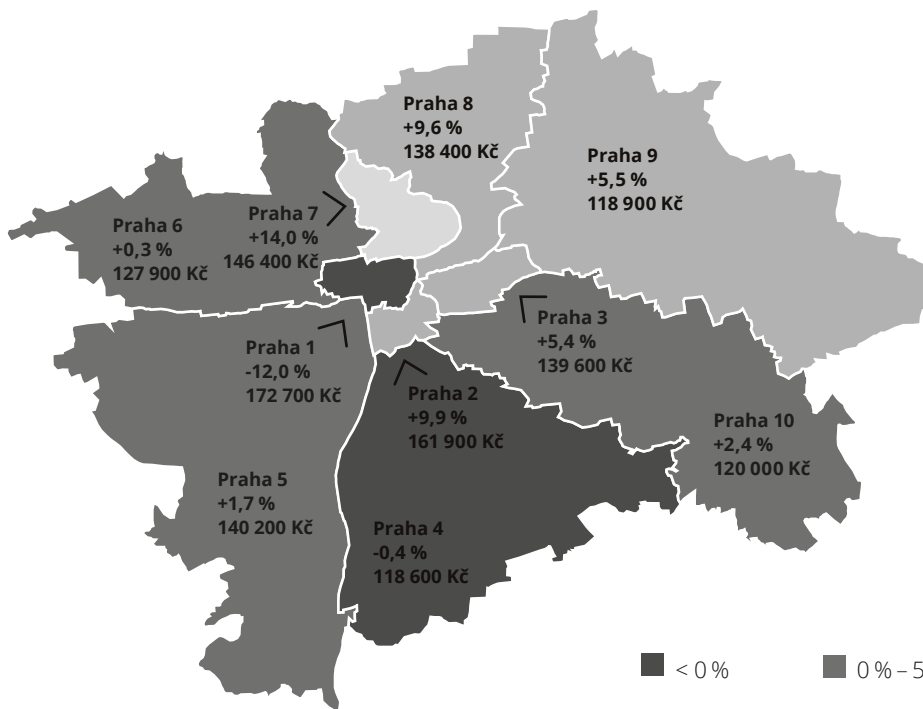 Praha 8
+9,6 %
138 400 Kč
Praha 9
+5,5 %
118 900 Kč
Praha 7
+14,0 %
146 400 Kč
Praha 6
+0,3 %
127 900 Kč
Praha 3
+5,4 %
139 600 Kč
Praha 1
-12,0 %
172 700 Kč
Praha 2
+9,9 %
161 900 Kč
Praha 10
+2,4 %
120 000 Kč
Praha 5
+1,7 %
140 200 Kč
Praha 4
-0,4 %
118 600 Kč
< 0 %
0 % – 5